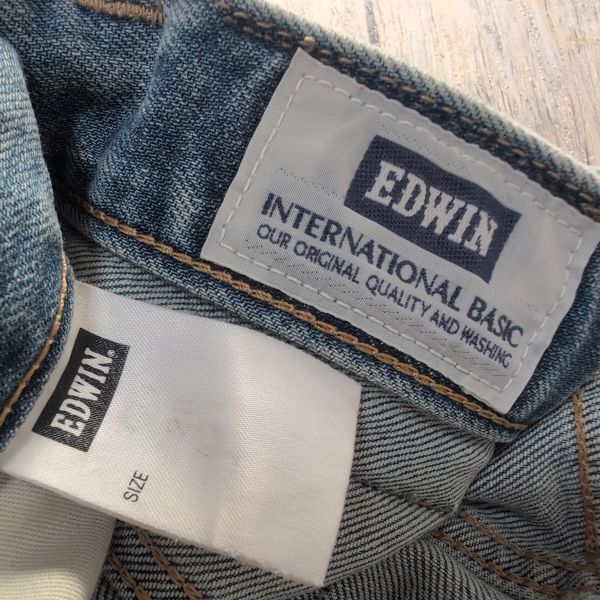 EDWIN
INTERNATIONAL BASIC
OUR ORIGINAL QUALITY AND WASHING
EDWIN®
SIZE